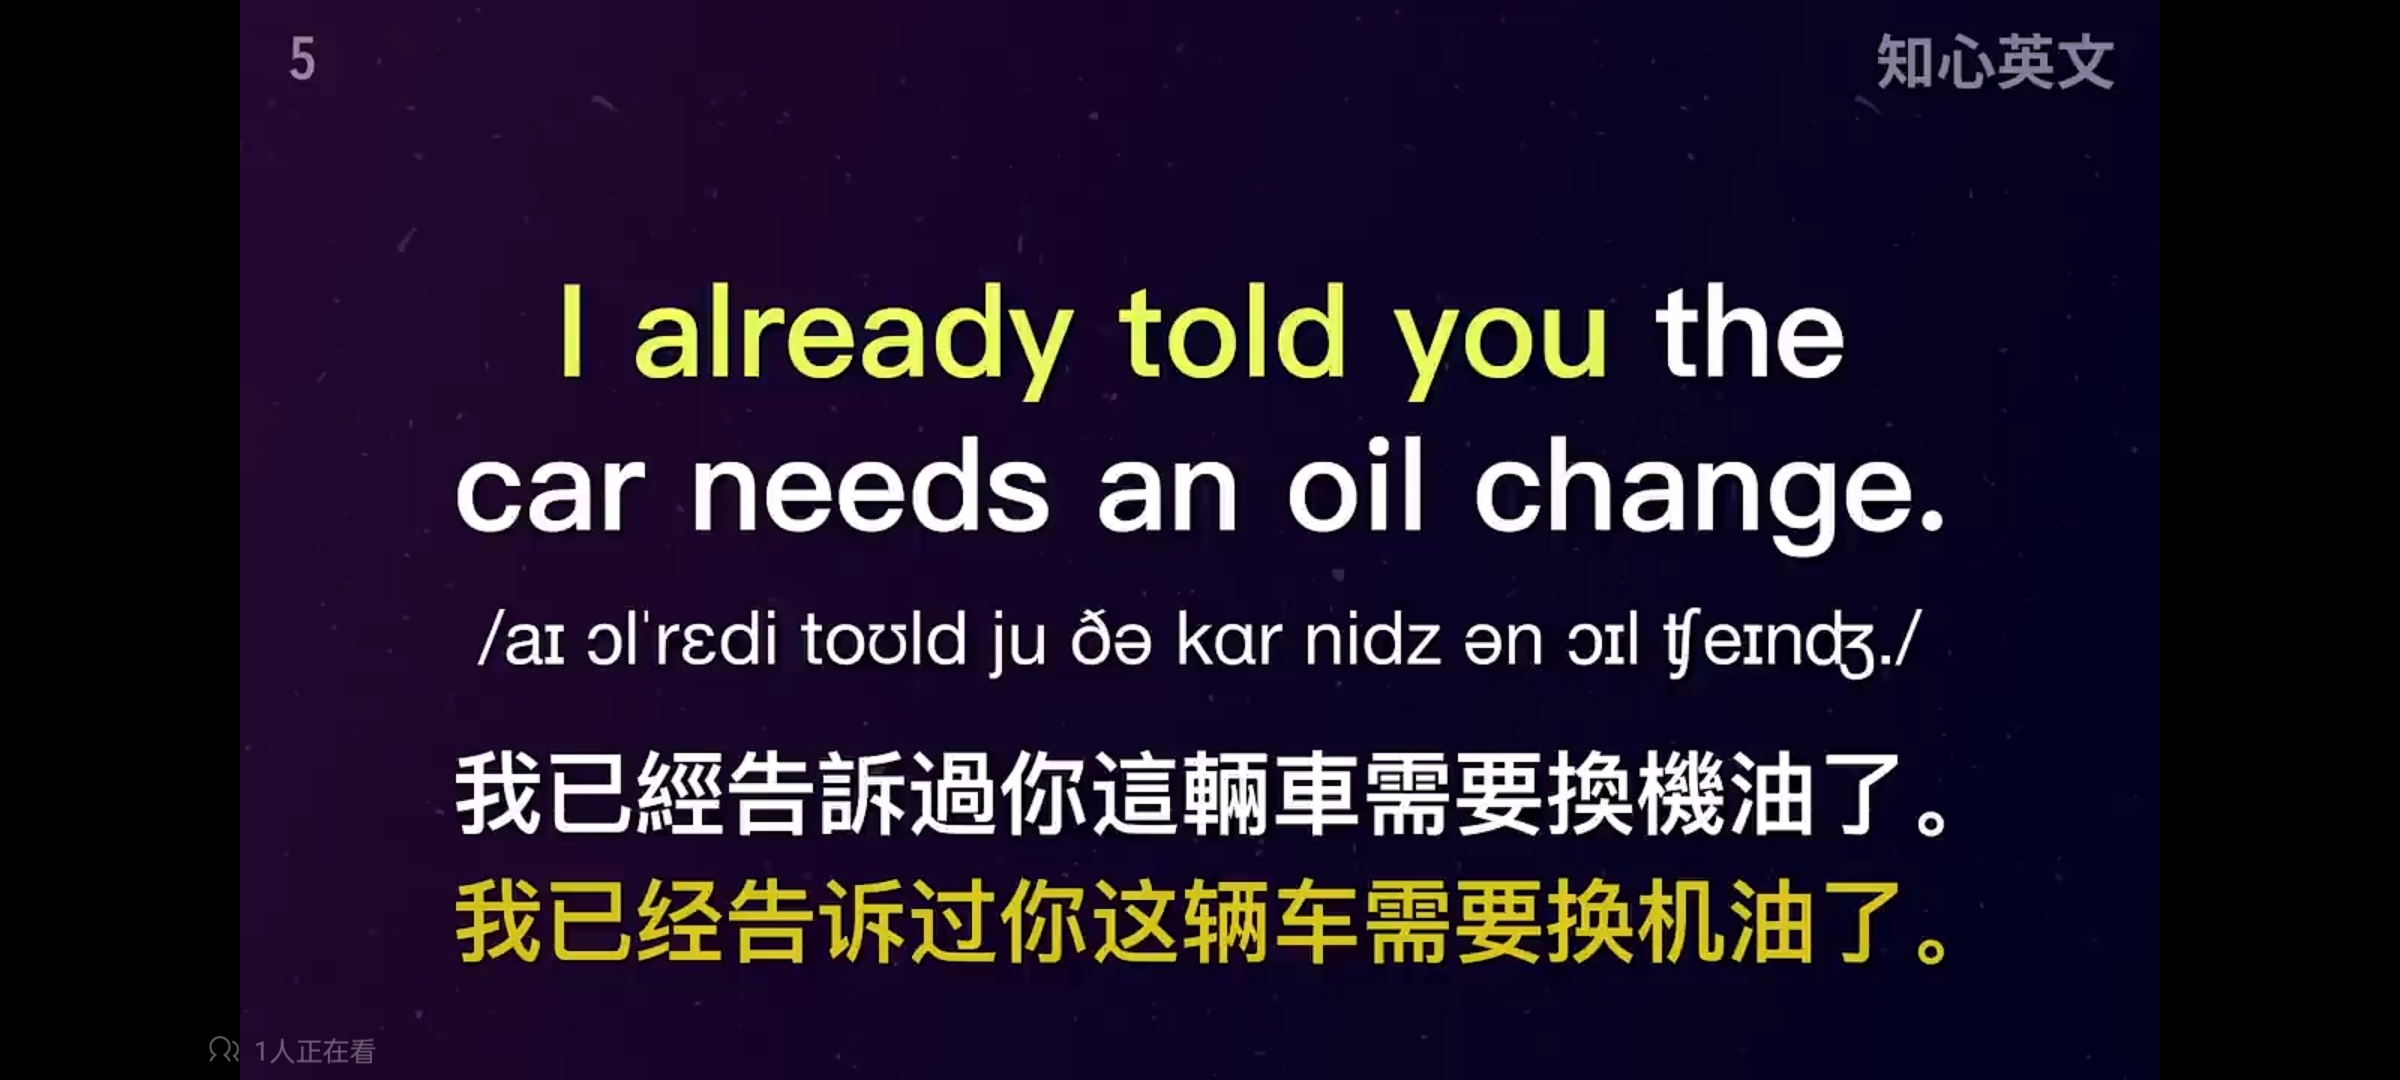 5
知心英文
I already told you the
car needs an oil change.
/aɪ ɔlˈrɛdi toʊld ju ðə kɑr nidz ən ɔɪl ʧeɪnʤ./
我已經告訴過你這輛車需要換機油了。
我已经告诉过你这辆车需要换机油了。
1人正在看